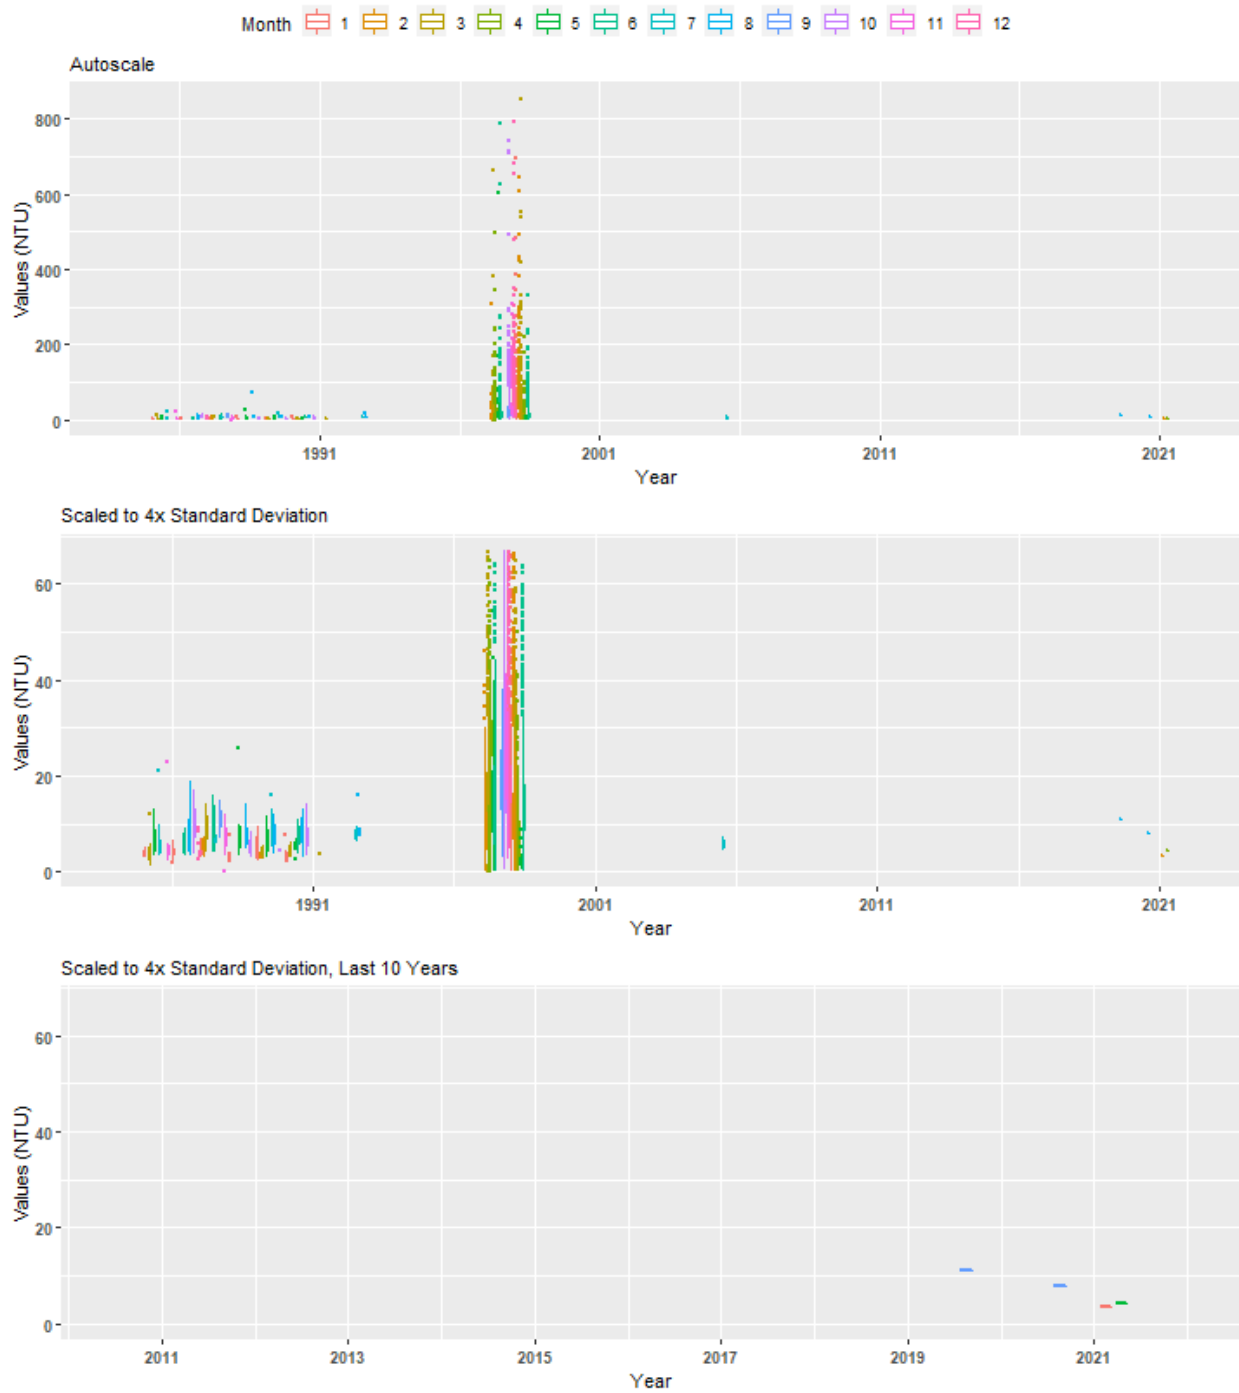 Month 1 2 3 4 5 6 7 8 9 10 11 12
Autoscale
800
600
400
200
0
Values (NTU)
1991 2001 2011 2021
Year
Scaled to 4x Standard Deviation
60
40
20
0
Values (NTU)
1991 2001 2011 2021
Year
Scaled to 4x Standard Deviation, Last 10 Years
60
40
20
0
Values (NTU)
2011 2013 2015 2017 2019 2021
Year